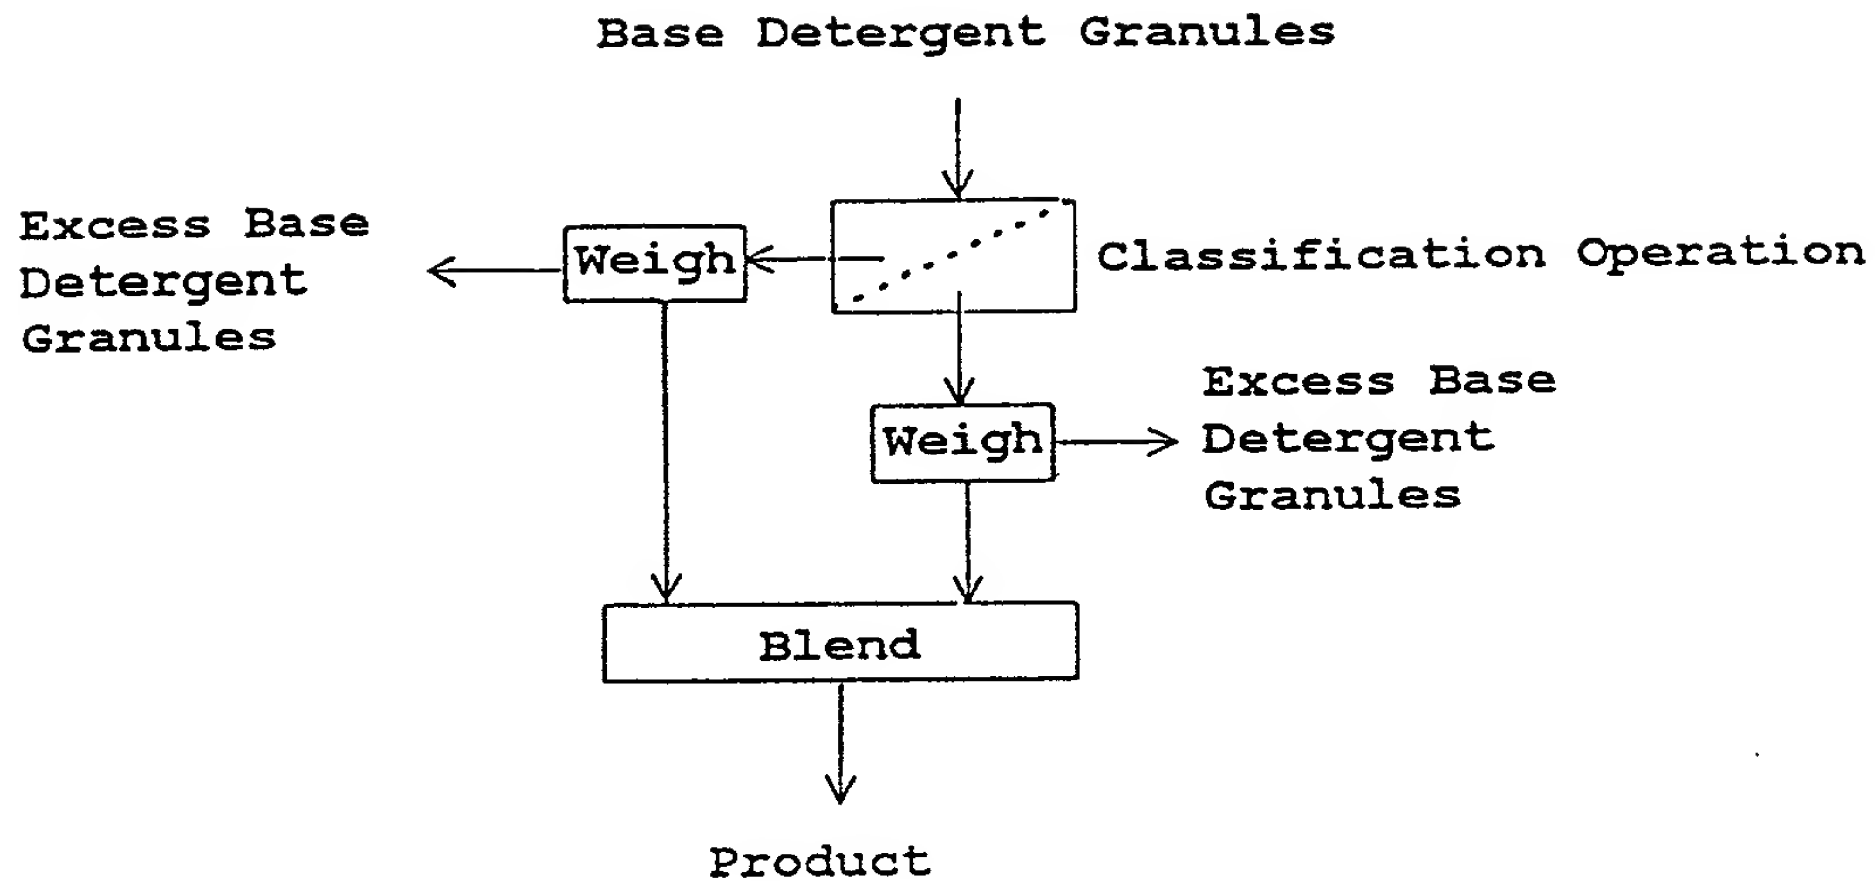 Base Detergent Granules
Excess Base
Detergent
Granules
Weigh
Classification Operation
Weigh
Excess Base
Detergent
Granules
Blend
Product